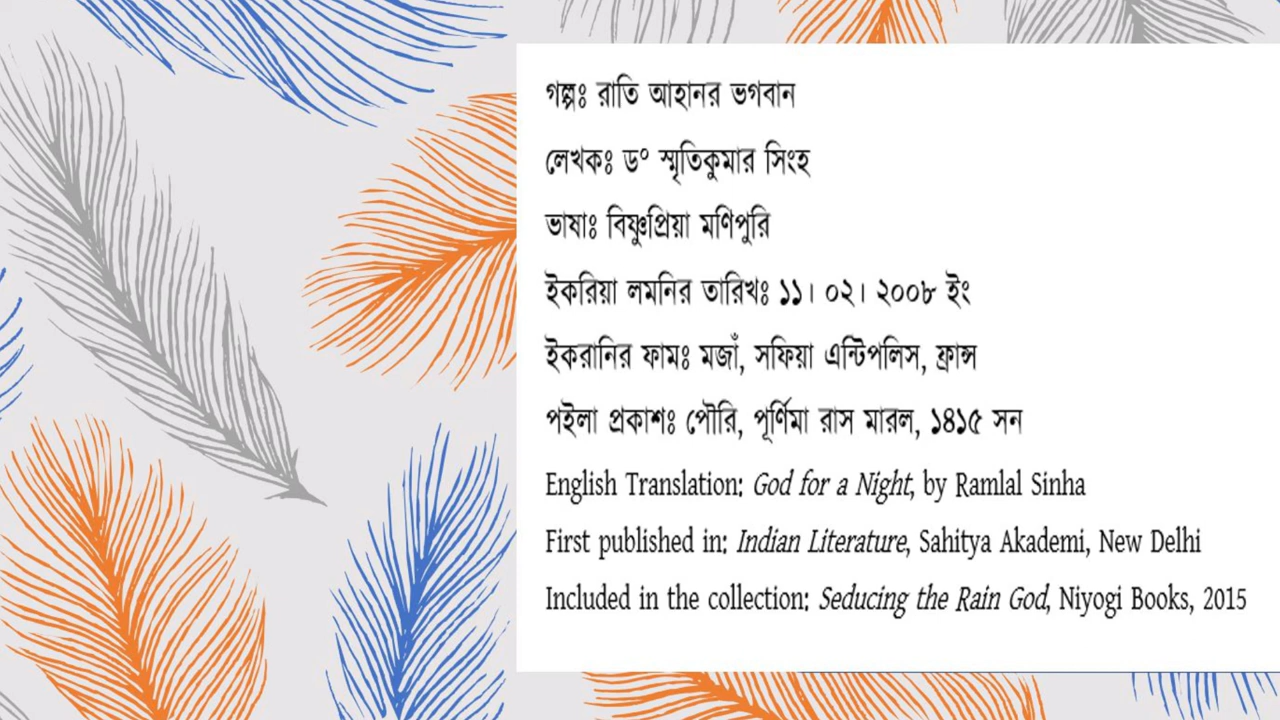 গল্পঃ রাতি আহানর ভগবান
লেখকঃ ড° স্মৃতিকুমার সিংহ
ভাষাঃ বিষ্ণুপ্রিয়া মণিপুরি
ইকরিয়া লমনির তারিখঃ ১১। ০২। ২০০৮ ইং
ইকরানির ফামঃ মজাঁ, সফিয়া এন্টিপলিস, ফ্রান্স
পইলা প্রকাশঃ পৌরি, পূর্ণিমা রাস মারল, ১৪১৫ সন
English Translation: God for a Night, by Ramlal Sinha
First published in: Indian Literature, Sahitya Akademi, New Delhi
Included in the collection: Seducing the Rain God, Niyogi Books, 2015